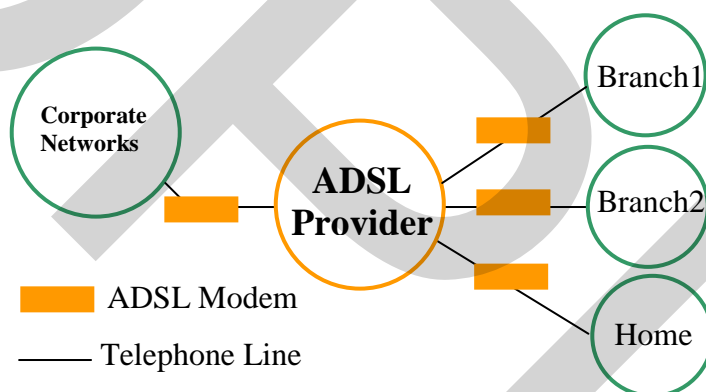 Corporate
Networks
ADSL
Provider
Branch1
Branch2
Home
ADSL Modem
Telephone Line